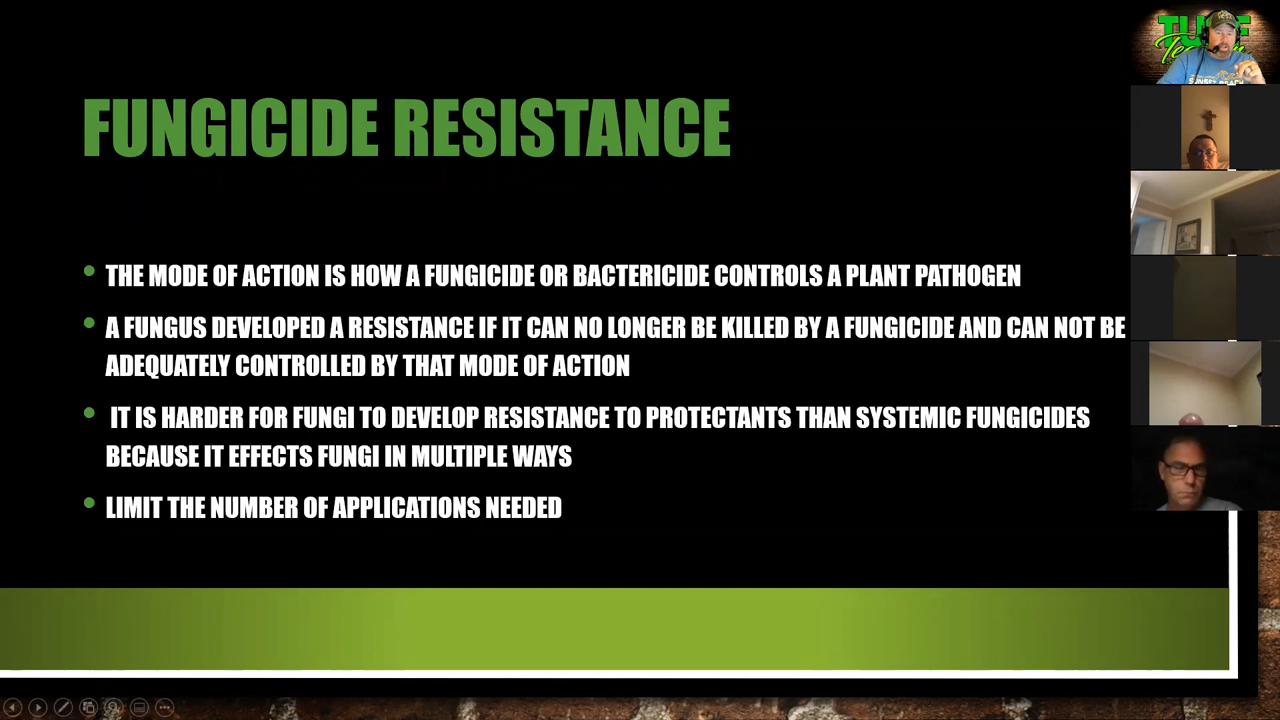 FUNGICIDE RESISTANCE
THE MODE OF ACTION IS HOW A FUNGICIDE OR BACTERICIDE CONTROLS A PLANT PATHOGEN
A FUNGUS DEVELOPED A RESISTANCE IF IT CAN NO LONGER BE KILLED BY A FUNGICIDE AND CAN NOT BE
ADEQUATELY CONTROLLED BY THAT MODE OF ACTION
IT IS HARDER FOR FUNGI TO DEVELOP RESISTANCE TO PROTECTANTS THAN SYSTEMIC FUNGICIDES
BECAUSE IT EFFECTS FUNGI IN MULTIPLE WAYS
LIMIT THE NUMBER OF APPLICATIONS NEEDED